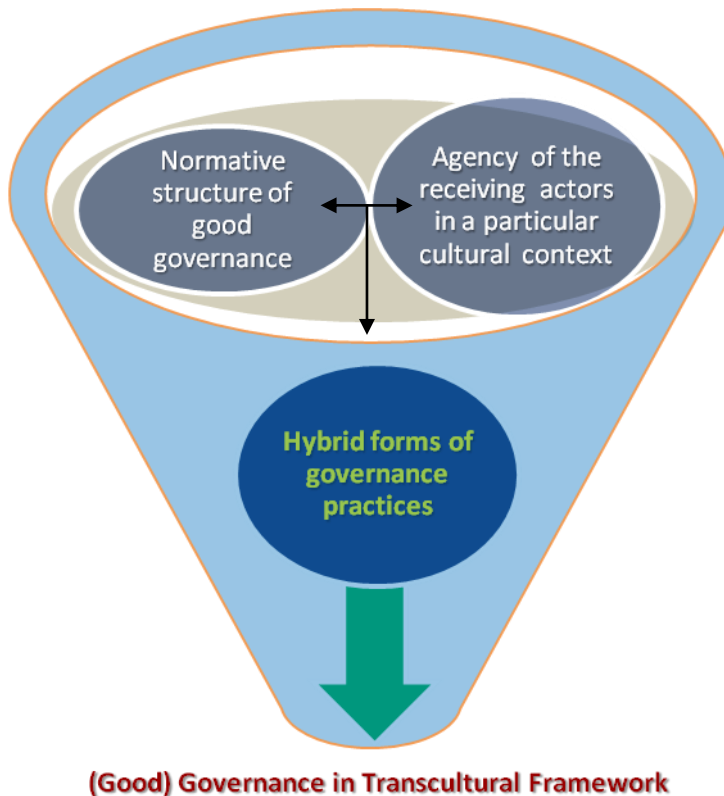 Normative
structure of
good
governance
Agency of the
receiving actors
in a particular
cultural context
Hybrid forms of
governance
practices
(Good) Governance in Transcultural Framework